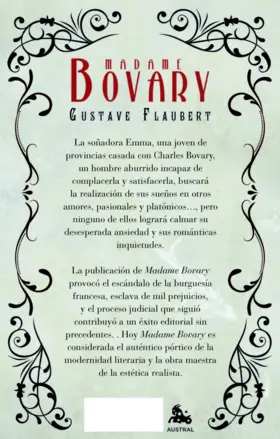 MADAME
BOVARY
GUSTAVE FLAUBERT
La soñadora Emma, una joven de
provincias casada con Charles Bovary,
un hombre aburrido incapaz de
complacerla y satisfacerla, buscará
la realización de sus sueños en otros
amores, pasionales y platónicos…, pero
ninguno de ellos logrará calmar su
desesperada ansiedad y sus románticas
inquietudes.
La publicación de Madame Bovary
provocó el escándalo de la burguesía
francesa, esclava de mil prejuicios,
y el proceso judicial que siguió
contribuyó a un éxito editorial sin
precedentes. . Hoy Madame Bovary es
considerada el auténtico pórtico de la
modernidad literaria y la obra maestra
de la estética realista.
AUSTRAL